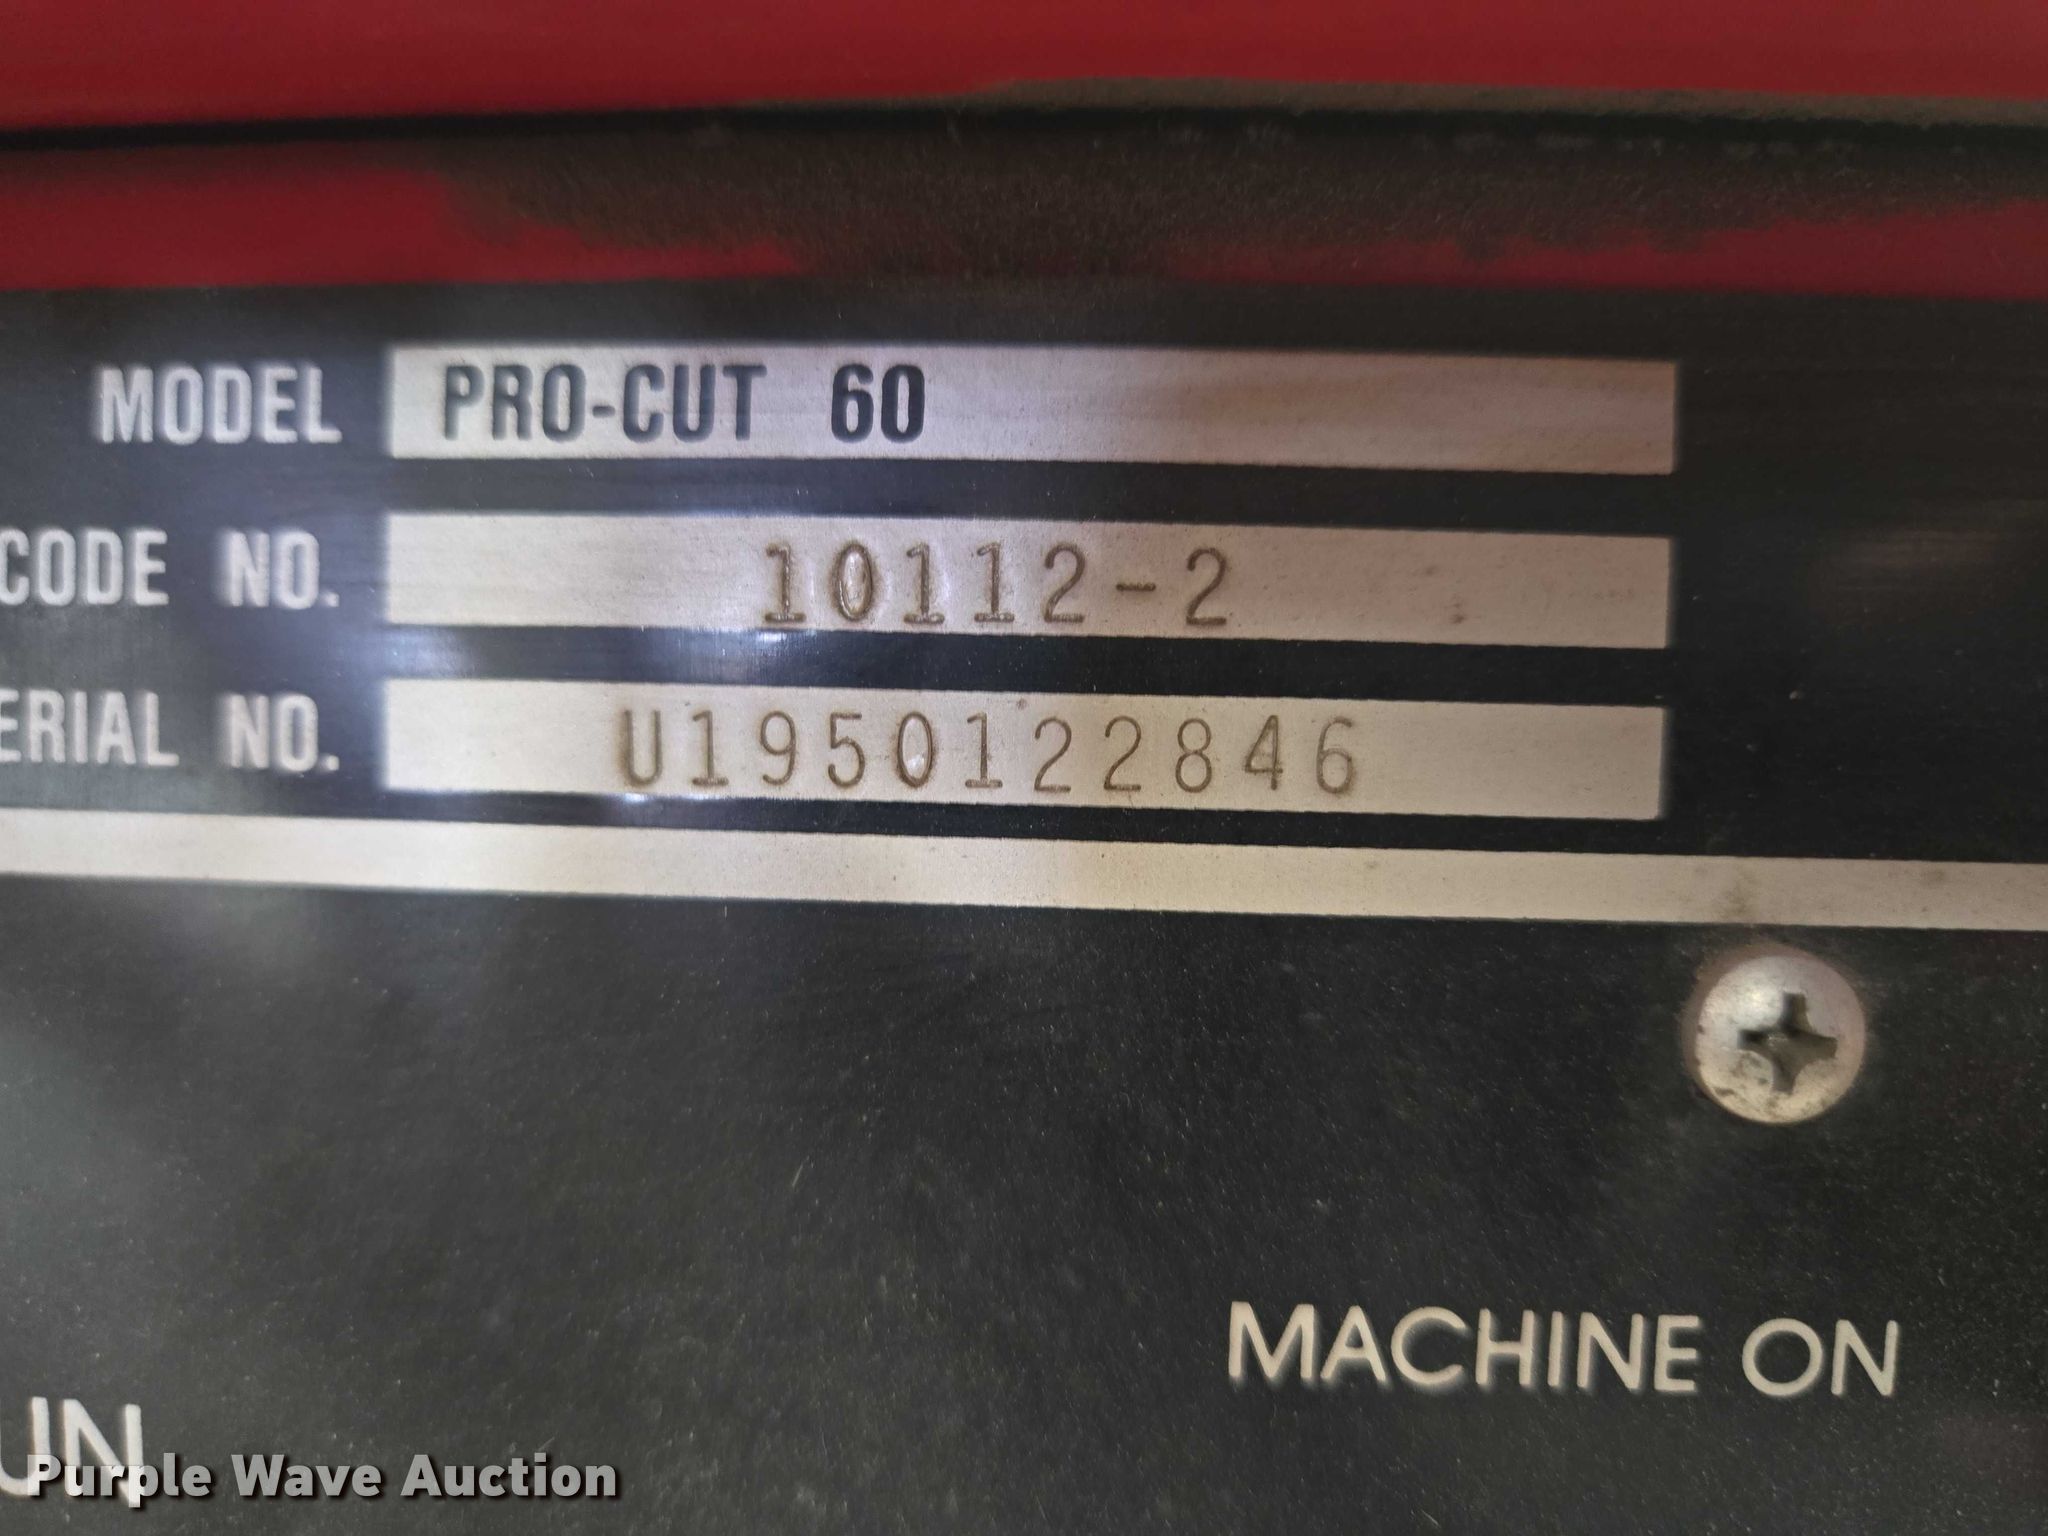 MODEL PRO-CUT 60
CODE NO. 10112-2
ERIAL NO. U1950122846
MACHINE ON
UN
Purple Wave Auction